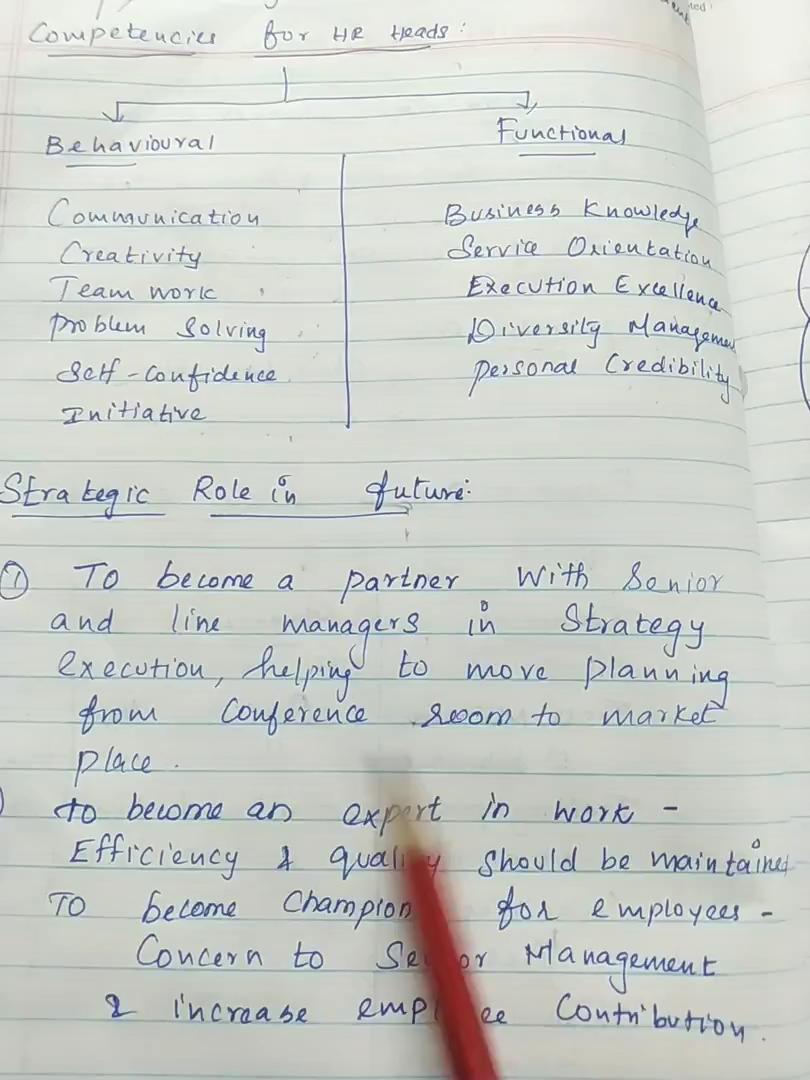 Competencies for HR Heads:
Behavioural
Communication
Creativity
Team work
Problem Solving
Self-Confidence
Initiative
Functional
Business Knowledge
Service Orientation
Execution Excellence
Diversity Management
Personal Credibility
Strategic Role in future:
① To become a partner with Senior
and line managers in Strategy
execution, helping to move planning
from Conference room to market
place.
to become an expert in work -
Efficiency & quality should be maintained
To become Champion for employees -
Concern to Senior Management
& increase employee Contribution.